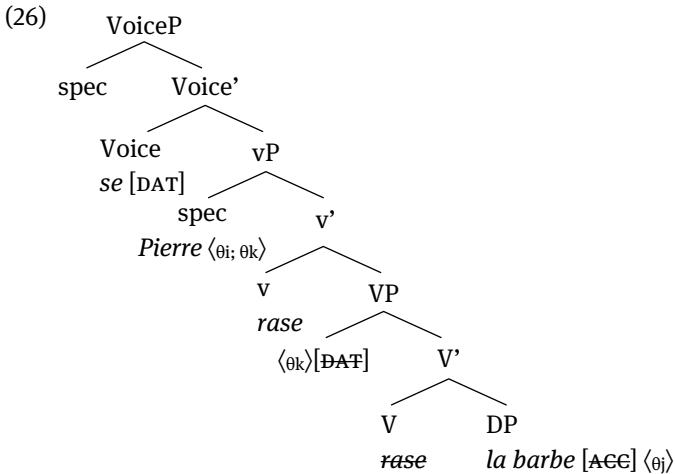 (26)
VoiceP
spec Voice’
Voice vP
se [DAT]
spec v’
Pierre ⟨θi; θk⟩
v VP
rase
⟨θk⟩[DAT] V’
V DP
rase la barbe [ACC] ⟨θj⟩